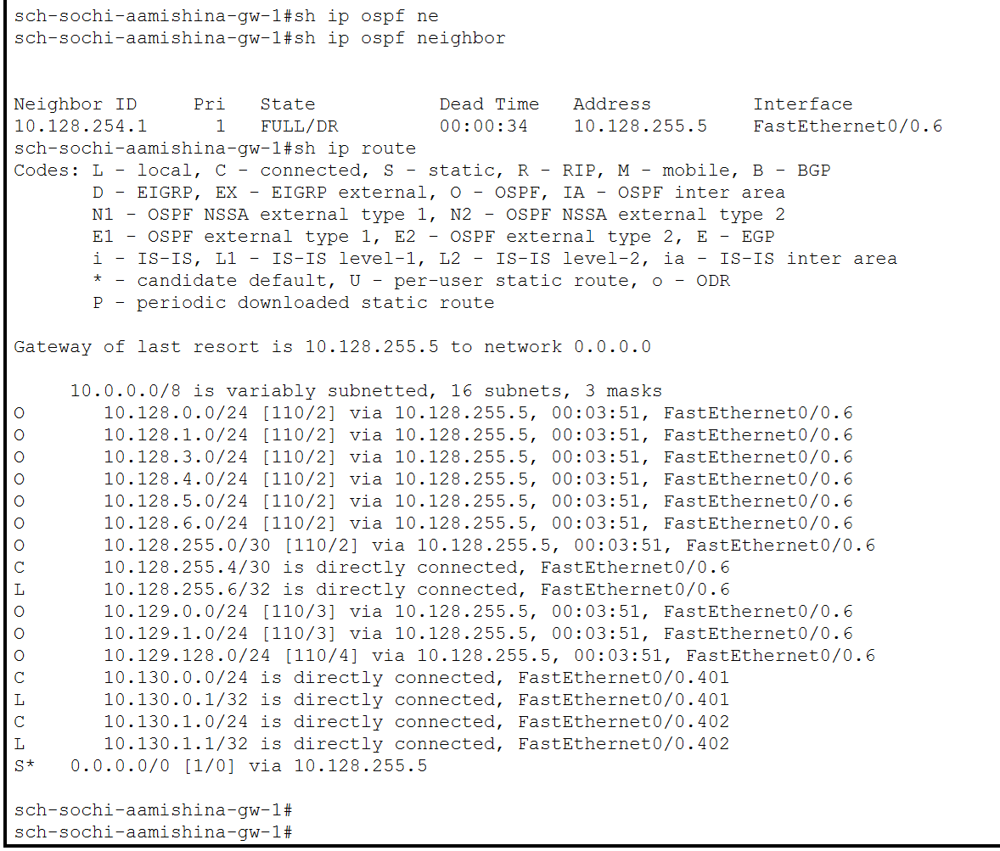 sch-sochi-aamishina-gw-1#sh ip ospf ne
sch-sochi-aamishina-gw-1#sh ip ospf neighbor
Neighbor ID     Pri   State           Dead Time   Address         Interface
10.128.254.1      1   FULL/DR         00:00:34    10.128.255.5    FastEthernet0/0.6
sch-sochi-aamishina-gw-1#sh ip route
Codes: L - local, C - connected, S - static, R - RIP, M - mobile, B - BGP
       D - EIGRP, EX - EIGRP external, O - OSPF, IA - OSPF inter area
       N1 - OSPF NSSA external type 1, N2 - OSPF NSSA external type 2
       E1 - OSPF external type 1, E2 - OSPF external type 2, E - EGP
       i - IS-IS, L1 - IS-IS level-1, L2 - IS-IS level-2, ia - IS-IS inter area
       * - candidate default, U - per-user static route, o - ODR
       P - periodic downloaded static route
Gateway of last resort is 10.128.255.5 to network 0.0.0.0
     10.0.0.0/8 is variably subnetted, 16 subnets, 3 masks
O       10.128.0.0/24 [110/2] via 10.128.255.5, 00:03:51, FastEthernet0/0.6
O       10.128.1.0/24 [110/2] via 10.128.255.5, 00:03:51, FastEthernet0/0.6
O       10.128.3.0/24 [110/2] via 10.128.255.5, 00:03:51, FastEthernet0/0.6
O       10.128.4.0/24 [110/2] via 10.128.255.5, 00:03:51, FastEthernet0/0.6
O       10.128.5.0/24 [110/2] via 10.128.255.5, 00:03:51, FastEthernet0/0.6
O       10.128.6.0/24 [110/2] via 10.128.255.5, 00:03:51, FastEthernet0/0.6
O       10.128.255.0/30 [110/2] via 10.128.255.5, 00:03:51, FastEthernet0/0.6
C       10.128.255.4/30 is directly connected, FastEthernet0/0.6
L       10.128.255.6/32 is directly connected, FastEthernet0/0.6
O       10.129.0.0/24 [110/3] via 10.128.255.5, 00:03:51, FastEthernet0/0.6
O       10.129.1.0/24 [110/3] via 10.128.255.5, 00:03:51, FastEthernet0/0.6
O       10.129.128.0/24 [110/4] via 10.128.255.5, 00:03:51, FastEthernet0/0.6
C       10.130.0.0/24 is directly connected, FastEthernet0/0.401
L       10.130.0.1/32 is directly connected, FastEthernet0/0.401
C       10.130.1.0/24 is directly connected, FastEthernet0/0.402
L       10.130.1.1/32 is directly connected, FastEthernet0/0.402
S*   0.0.0.0/0 [1/0] via 10.128.255.5
sch-sochi-aamishina-gw-1#
sch-sochi-aamishina-gw-1#